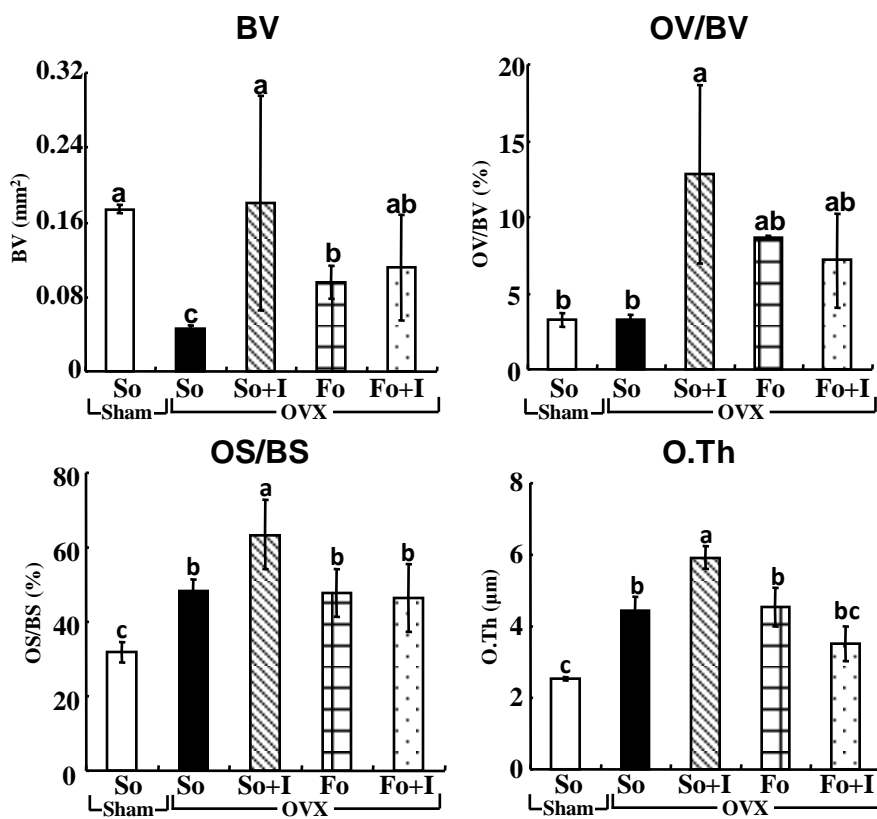 BV
BV (mm²)
0.32
0.24
0.16
0.08
0
a
c
a
b
ab
So So So+I Fo Fo+I
Sham OVX
OV/BV
OV/BV (%)
20
15
10
5
0
b
b
a
ab
ab
So So So+I Fo Fo+I
Sham OVX
OS/BS
OS/BS (%)
80
60
40
20
0
c
b
a
b
b
So So So+I Fo Fo+I
Sham OVX
O.Th
O.Th (µm)
8
6
4
2
0
c
b
a
b
bc
So So So+I Fo Fo+I
Sham OVX